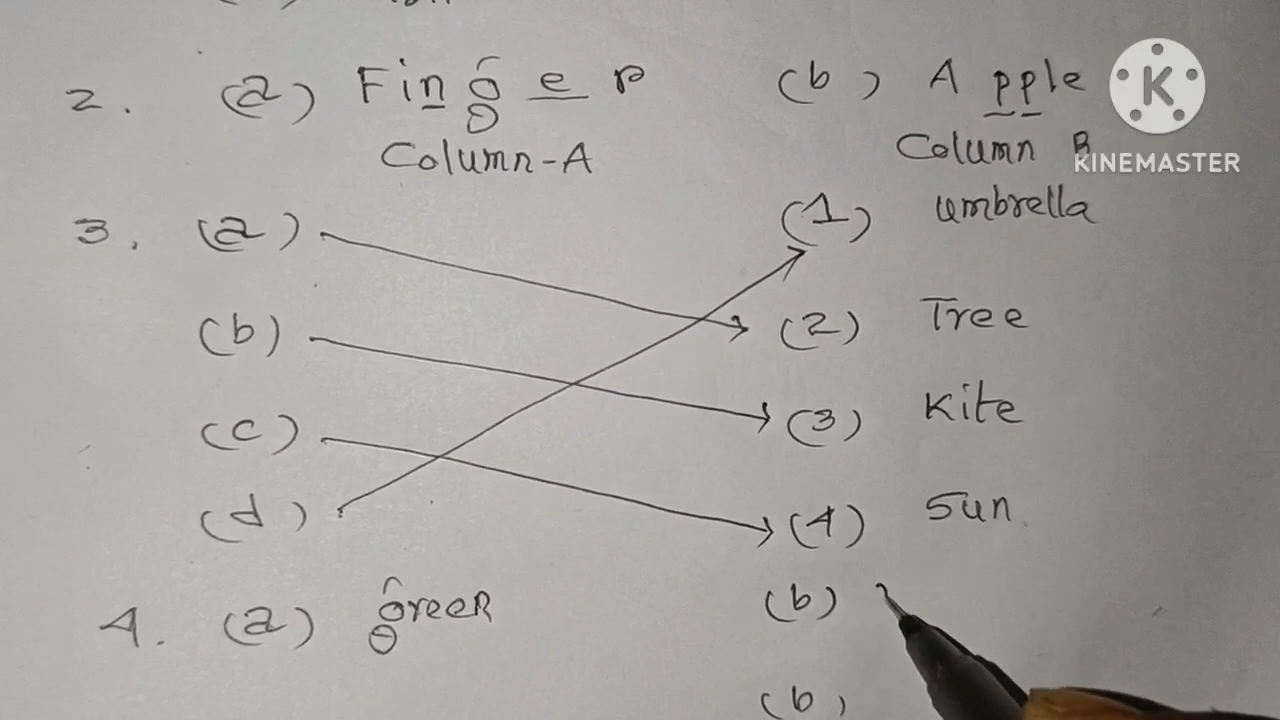 2. (a) Finger (b) Apple
Column-A Column B
KINEMASTER
3. (a) (1) umbrella
(b) (2) Tree
(c) (3) Kite
(d) (4) Sun
4. (a) green (b)
(b)